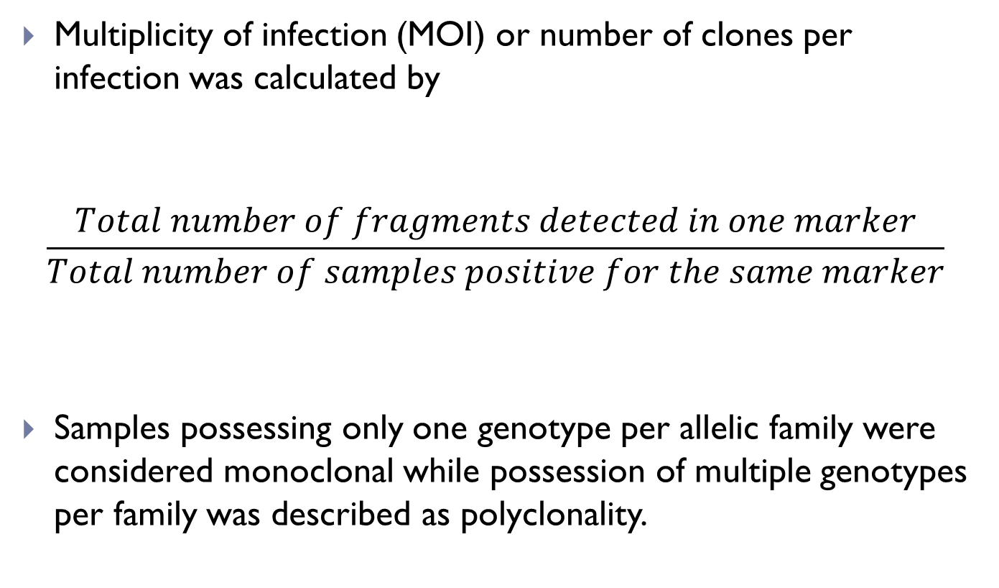 Multiplicity of infection (MOI) or number of clones per
infection was calculated by
Total number of fragments detected in one marker
Total number of samples positive for the same marker
Samples possessing only one genotype per allelic family were
considered monoclonal while possession of multiple genotypes
per family was described as polyclonality.